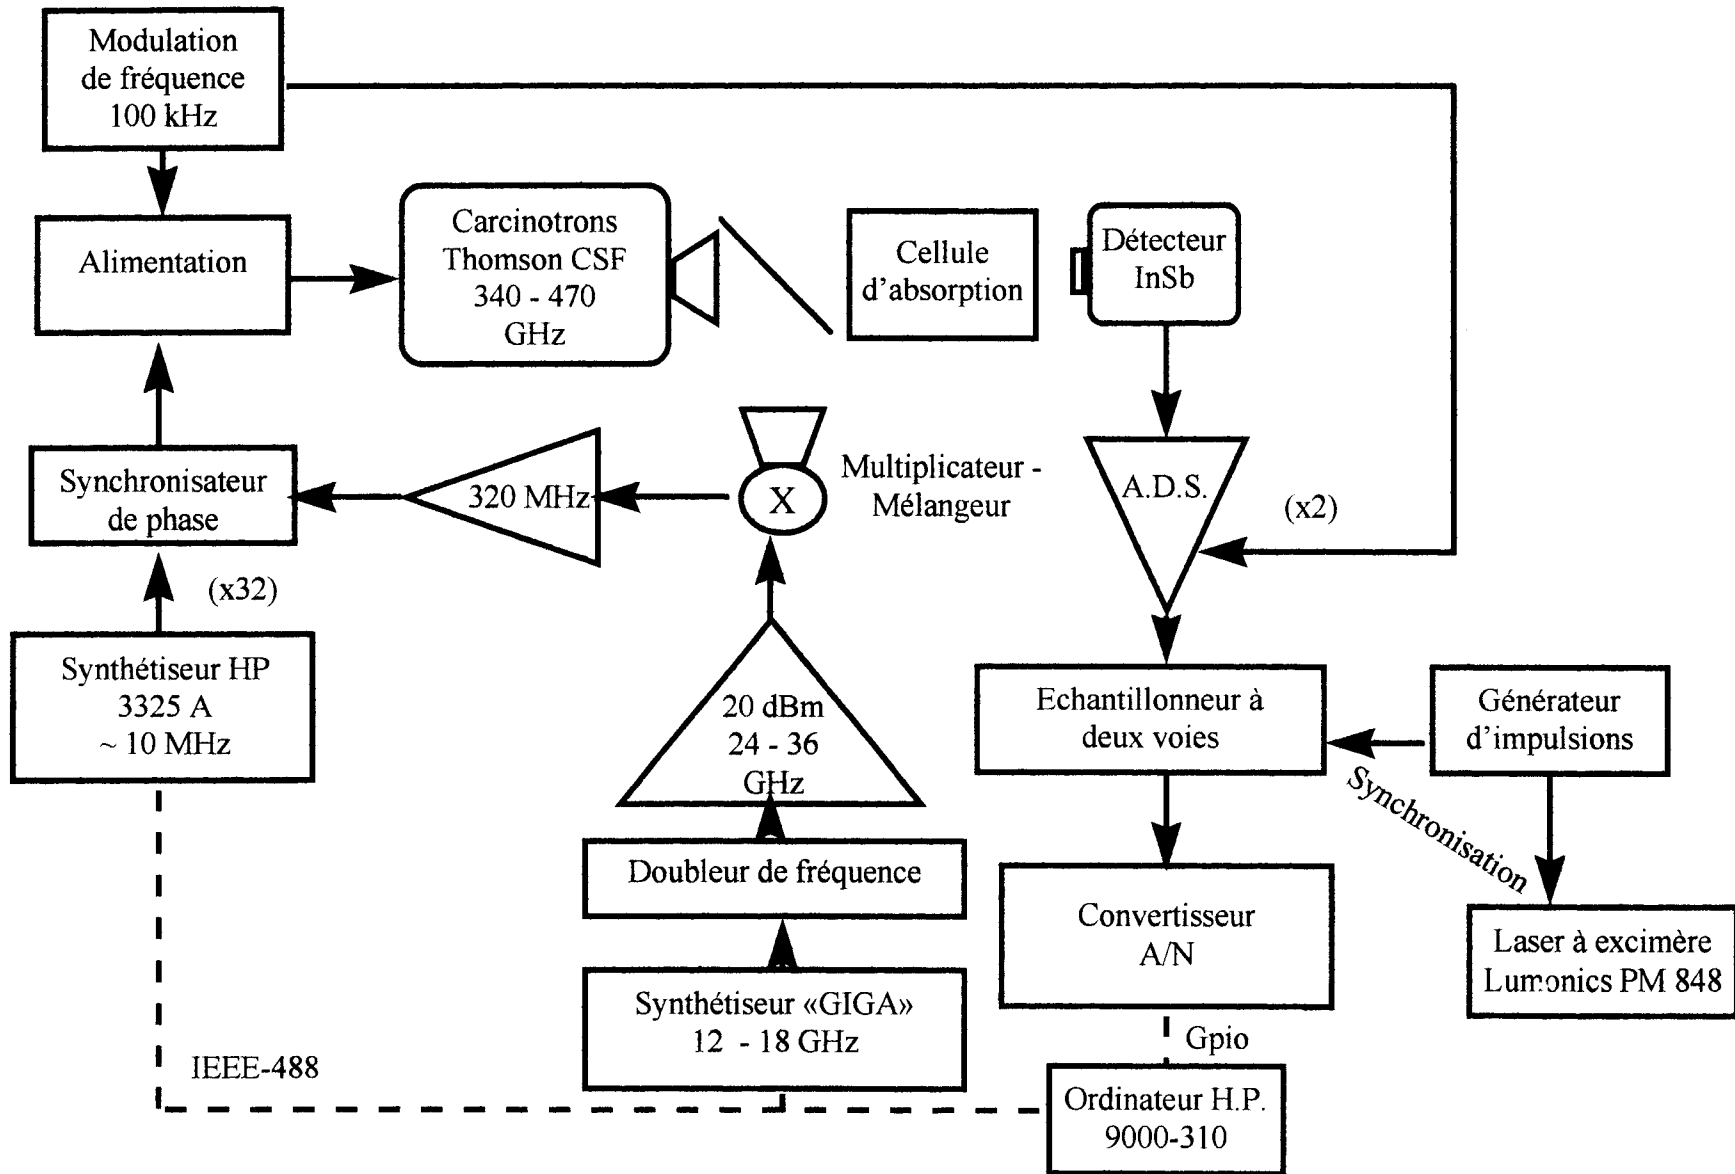 Modulation
de fréquence
100 kHz
Alimentation
Carcinotrons
Thomson CSF
340 - 470
GHz
Cellule
d’absorption
Détecteur
InSb
Synchronisateur
de phase
320 MHz
X
Multiplicateur -
Mélangeur
A.D.S.
(x2)
(x32)
Synthétiseur HP
3325 A
~ 10 MHz
20 dBm
24 - 36
GHz
Echantillonneur à
deux voies
Générateur
d’impulsions
Synchronisation
Doubleur de fréquence
Convertisseur
A/N
Laser à excimère
Lumonics PM 848
Synthétiseur «GIGA»
12 - 18 GHz
Gpio
IEEE-488
Ordinateur H.P.
9000-310